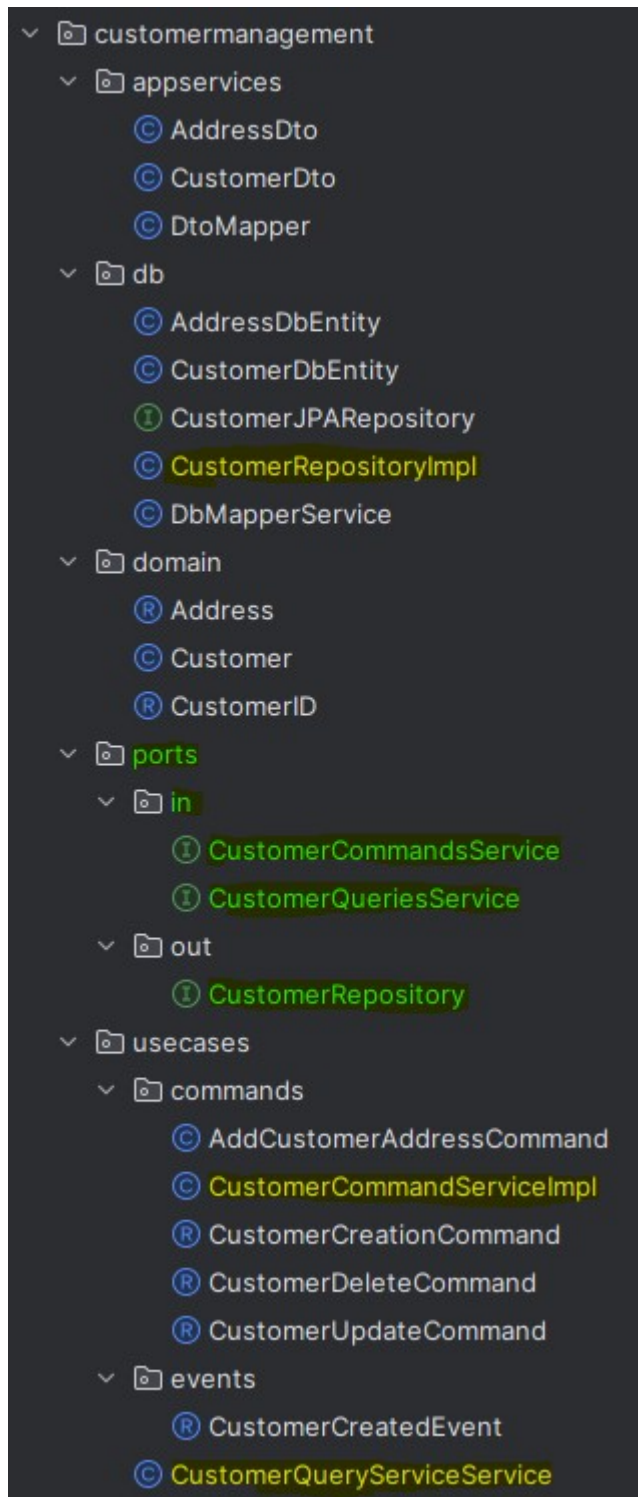 customermanagement
appservices
C AddressDto
C CustomerDto
C DtoMapper
db
C AddressDbEntity
C CustomerDbEntity
I CustomerJPARepository
C CustomerRepositoryImpl
C DbMapperService
domain
R Address
C Customer
R CustomerID
ports
in
I CustomerCommandsService
I CustomerQueriesService
out
I CustomerRepository
usecases
commands
C AddCustomerAddressCommand
C CustomerCommandServiceImpl
R CustomerCreationCommand
R CustomerDeleteCommand
R CustomerUpdateCommand
events
R CustomerCreatedEvent
C CustomerQueryServiceService